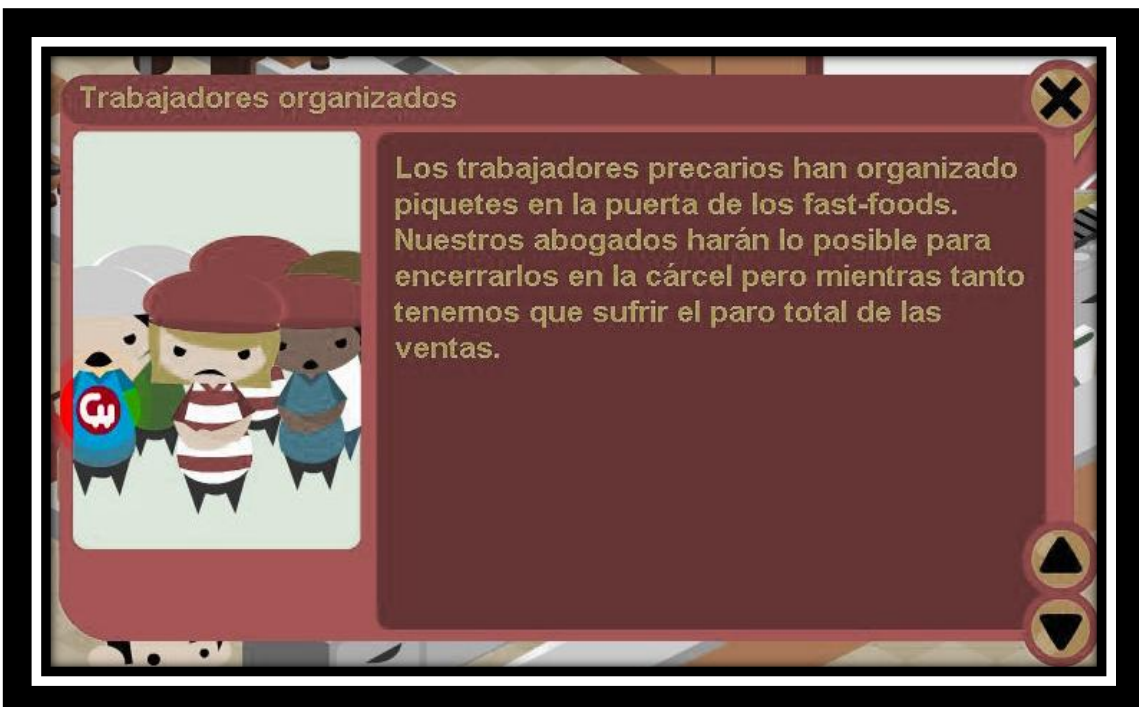 Trabajadores organizados
Los trabajadores precarios han organizado
piquetes en la puerta de los fast-foods.
Nuestros abogados harán lo posible para
encerrarlos en la cárcel pero mientras tanto
tenemos que sufrir el paro total de las
ventas.